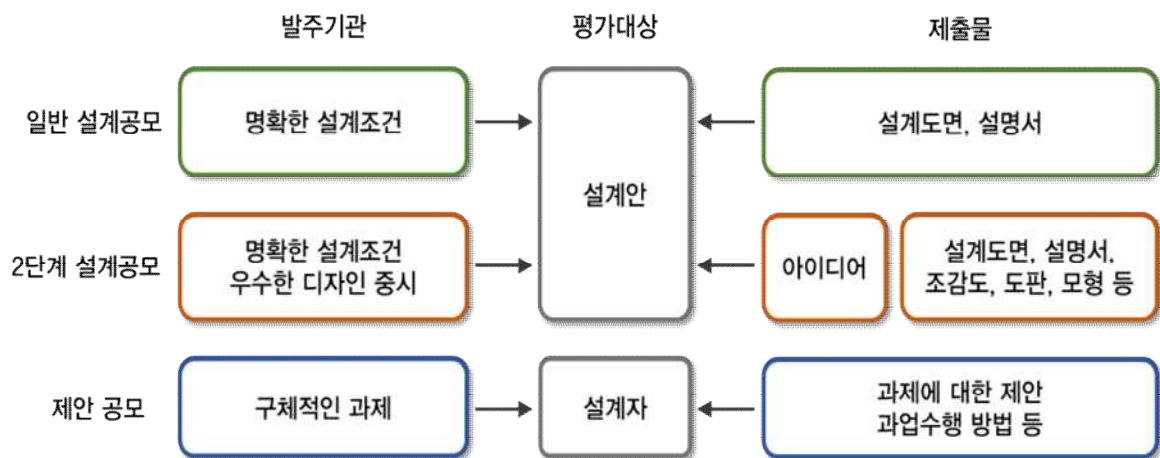 발주기관 평가대상 제출물
일반 설계공모 명확한 설계조건 설계도면, 설명서
설계안
2단계 설계공모 명확한 설계조건
우수한 디자인 중시
아이디어
설계도면, 설명서,
조감도, 도판, 모형 등
제안 공모 구체적인 과제 설계자
과제에 대한 제안
과업수행 방법 등